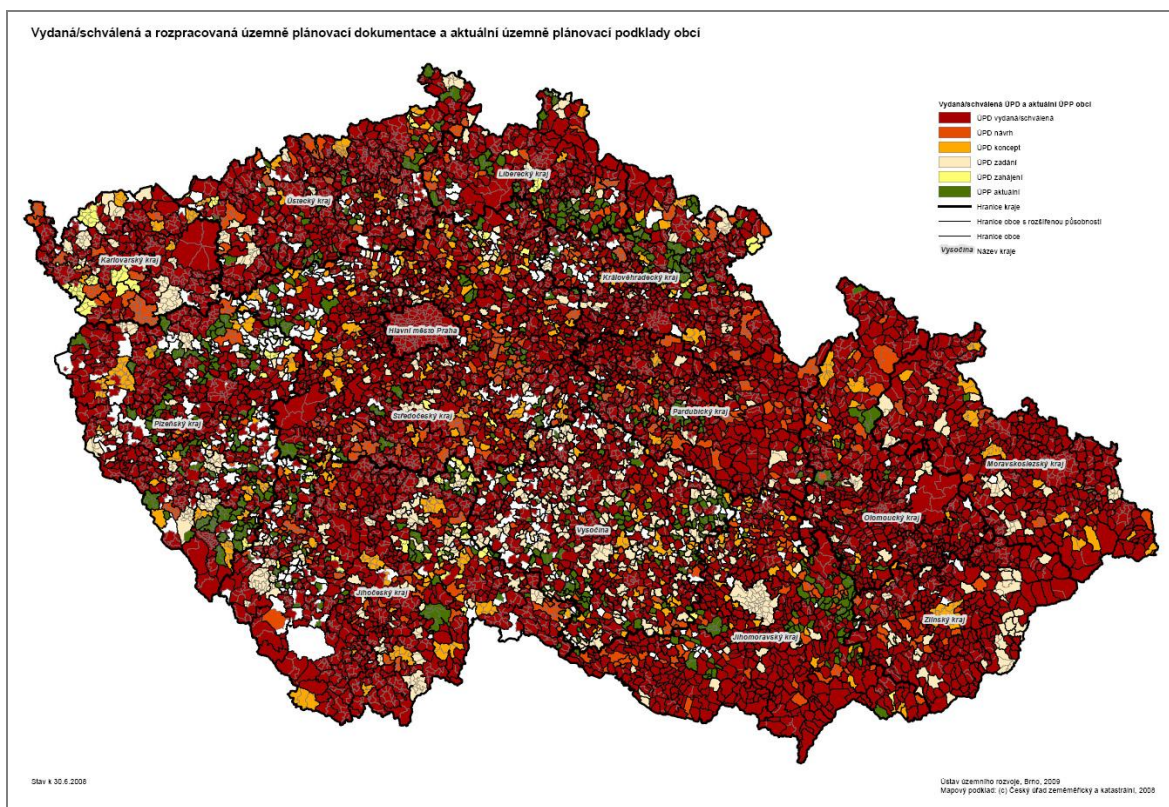 Vydaná/schválená a rozpracovaná územně plánovací dokumentace a aktuální územně plánovací podklady obcí
Vydaná/schválená ÚPD a aktuální ÚPP obcí
ÚPD vydaná/schválená
ÚPD návrh
ÚPD koncept
ÚPD zadání
ÚPD zahájení
ÚPP aktuální
Hranice kraje
Hranice obce s rozšířenou působností
Hranice obce
Vysočina Název kraje
Liberecký kraj
Ústecký kraj
Karlovarský kraj
Královéhradecký kraj
Hlavní město Praha
Středočeský kraj
Pardubický kraj
Plzeňský kraj
Moravskoslezský kraj
Olomoucký kraj
Vysočina
Jihočeský kraj
Zlínský kraj
Jihomoravský kraj
Stav k 30.6.2008
Ústav územního rozvoje, Brno, 2009
Mapový podklad: (c) Český úřad zeměměřický a katastrální, 2008